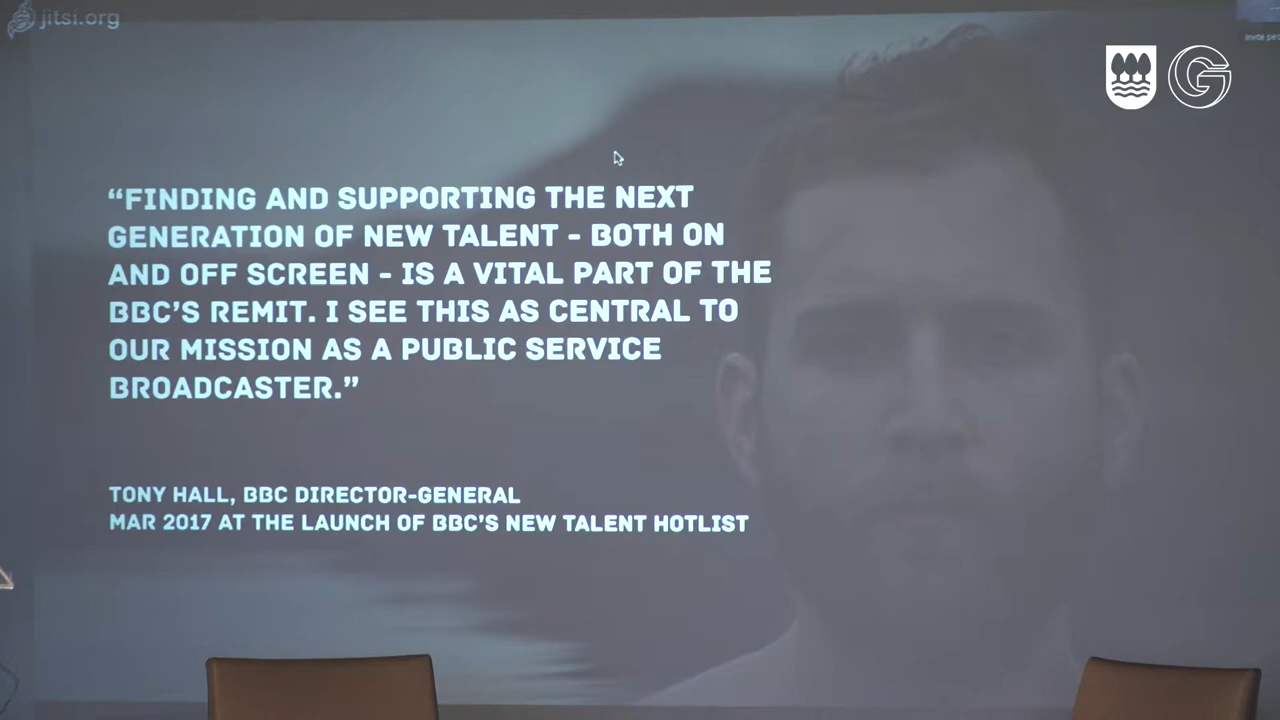 jitsi.org
Invite peo
G
“FINDING AND SUPPORTING THE NEXT
GENERATION OF NEW TALENT - BOTH ON
AND OFF SCREEN - IS A VITAL PART OF THE
BBC’S REMIT. I SEE THIS AS CENTRAL TO
OUR MISSION AS A PUBLIC SERVICE
BROADCASTER.”
TONY HALL, BBC DIRECTOR-GENERAL
MAR 2017 AT THE LAUNCH OF BBC’S NEW TALENT HOTLIST